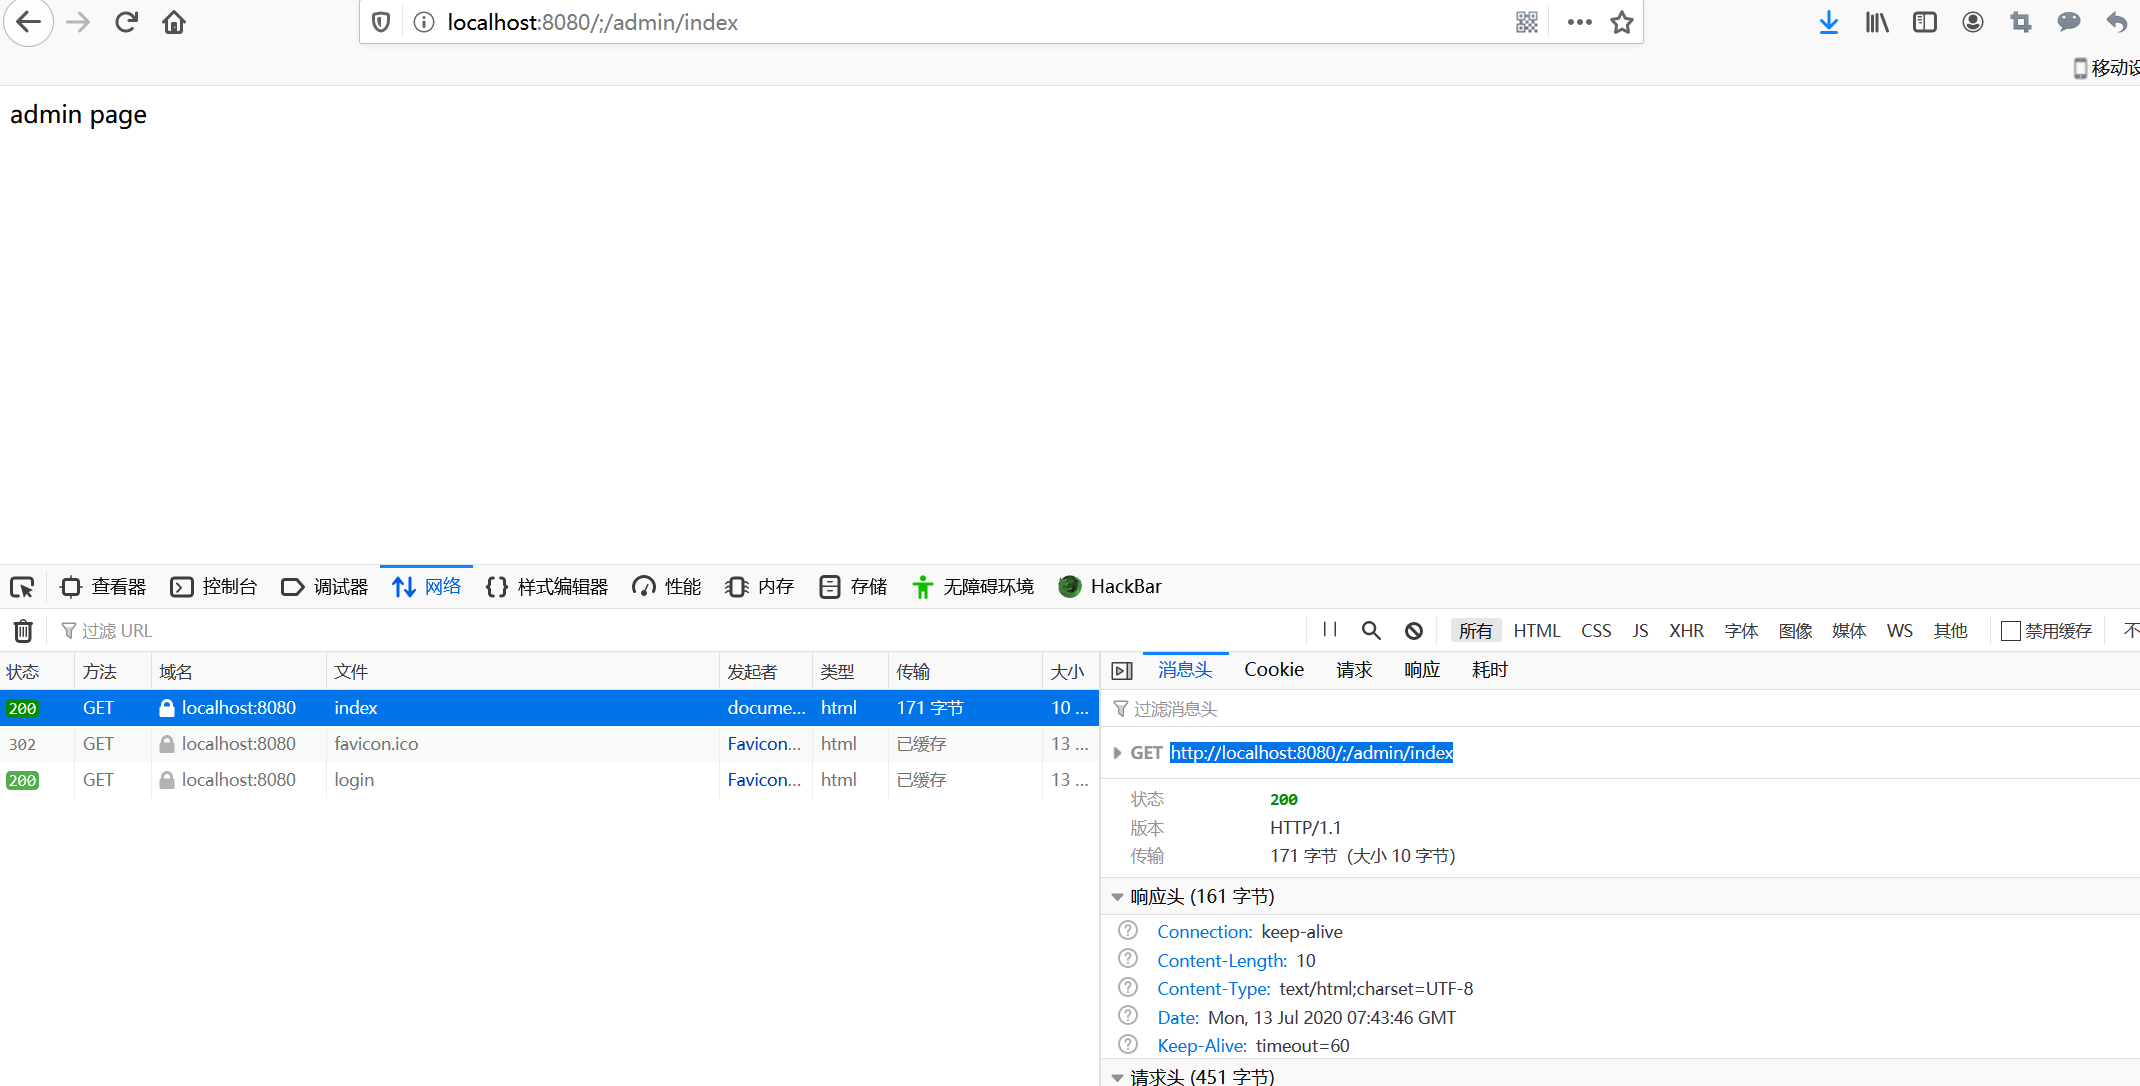 localhost:8080/;/admin/index
移动设
admin page
查看器 控制台 调试器 网络 {} 样式编辑器 性能 内存 存储 无障碍环境 HackBar
过滤 URL
所有 HTML CSS JS XHR 字体 图像 媒体 WS 其他 禁用缓存 不
状态 方法 域名 文件 发起者 类型 传输 大小
200 GET localhost:8080 index docume... html 171 字节 10 ...
302 GET localhost:8080 favicon.ico Favicon... html 已缓存 13 ...
200 GET localhost:8080 login Favicon... html 已缓存 13 ...
消息头 Cookie 请求 响应 耗时
过滤消息头
GET http://localhost:8080/;/admin/index
状态 200
版本 HTTP/1.1
传输 171 字节 (大小 10 字节)
响应头 (161 字节)
Connection: keep-alive
Content-Length: 10
Content-Type: text/html;charset=UTF-8
Date: Mon, 13 Jul 2020 07:43:46 GMT
Keep-Alive: timeout=60
请求头 (451 字节)